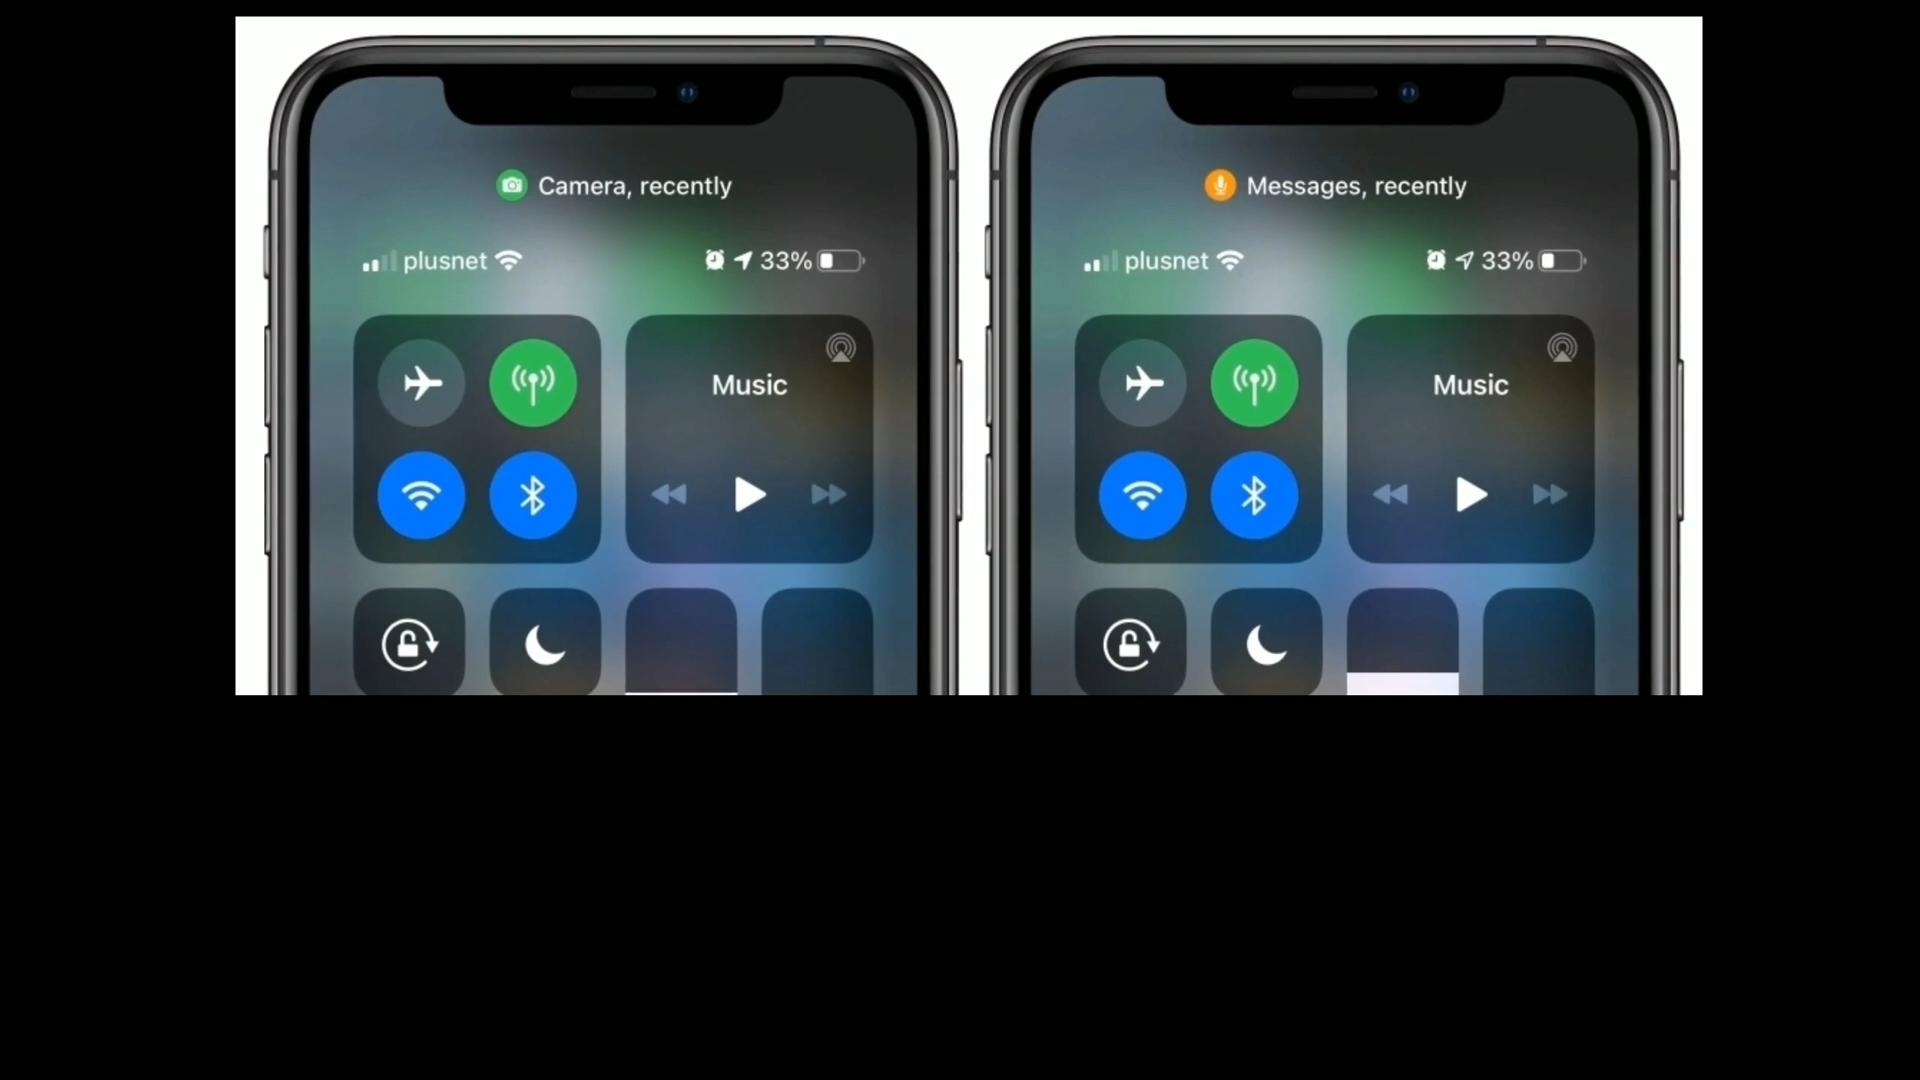 Camera, recently
plusnet 33%
Music
Messages, recently
plusnet 33%
Music